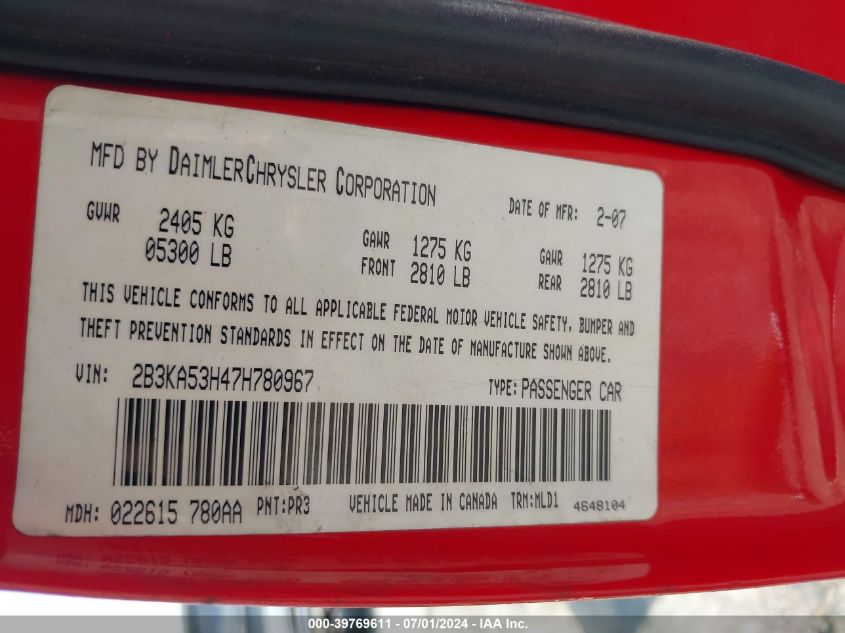 MFD BY DAIMLERCHRYSLER CORPORATION
DATE OF MFR: 2-07
GVWR 2405 KG
05300 LB
GAWR FRONT 1275 KG
2810 LB
GAWR REAR 1275 KG
2810 LB
THIS VEHICLE CONFORMS TO ALL APPLICABLE FEDERAL MOTOR VEHICLE SAFETY, BUMPER AND
THEFT PREVENTION STANDARDS IN EFFECT ON THE DATE OF MANUFACTURE SHOWN ABOVE.
VIN: 2B3KA53H47H780967 TYPE: PASSENGER CAR
MDH: 022615 780AA PNT:PR3 VEHICLE MADE IN CANADA TRN:MLD1 4648104
000-39769611 - 07/01/2024 - IAA Inc.